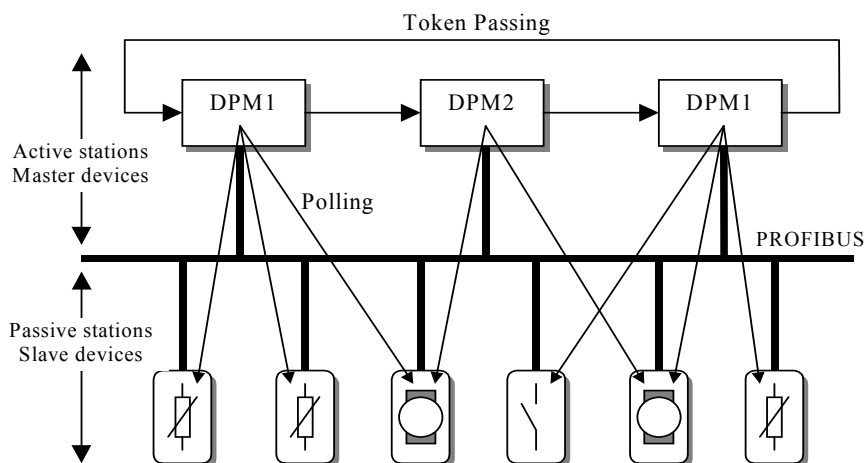 Token Passing
DPM1
DPM2
DPM1
Active stations
Master devices
Polling
PROFIBUS
Passive stations
Slave devices